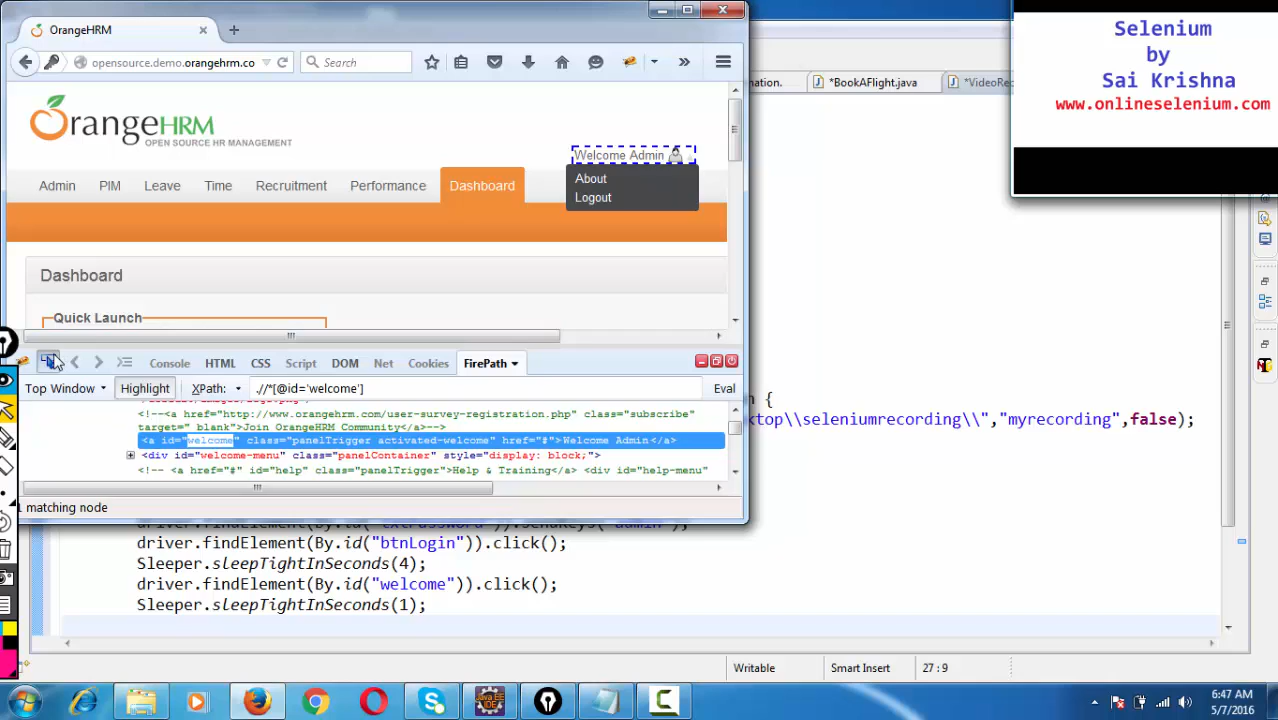 OrangeHRM
opensource.demo.orangehrm.co
Search
OrangeHRM
OPEN SOURCE HR MANAGEMENT
Welcome Admin
About
Logout
Admin PIM Leave Time Recruitment Performance Dashboard
Dashboard
Quick Launch
Console HTML CSS Script DOM Net Cookies FirePath
Top Window Highlight XPath: .//*[@id='welcome'] Eval
<!--<a href="http://www.orangehrm.com/user-survey-registration.php" class="subscribe"
target="_blank">Join OrangeHRM Community</a>-->
<a id="welcome" class="panelTrigger activated-welcome" href="#">Welcome Admin</a>
<div id="welcome-menu" class="panelContainer" style="display: block;">
<!-- <a href="#" id="help" class="panelTrigger">Help & Training</a> <div id="help-menu"
1 matching node
nation.
*BookAFlight.java
*VideoRec
Selenium
by
Sai Krishna
www.onlineselenium.com
n {
ktop\\seleniumrecording\\","myrecording",false);
driver.findElement(By.id("btnLogin")).click();
Sleeper.sleepTightInSeconds(4);
driver.findElement(By.id("welcome")).click();
Sleeper.sleepTightInSeconds(1);
Writable
Smart Insert
27 : 9
Java EE
IDE
6:47 AM
5/7/2016